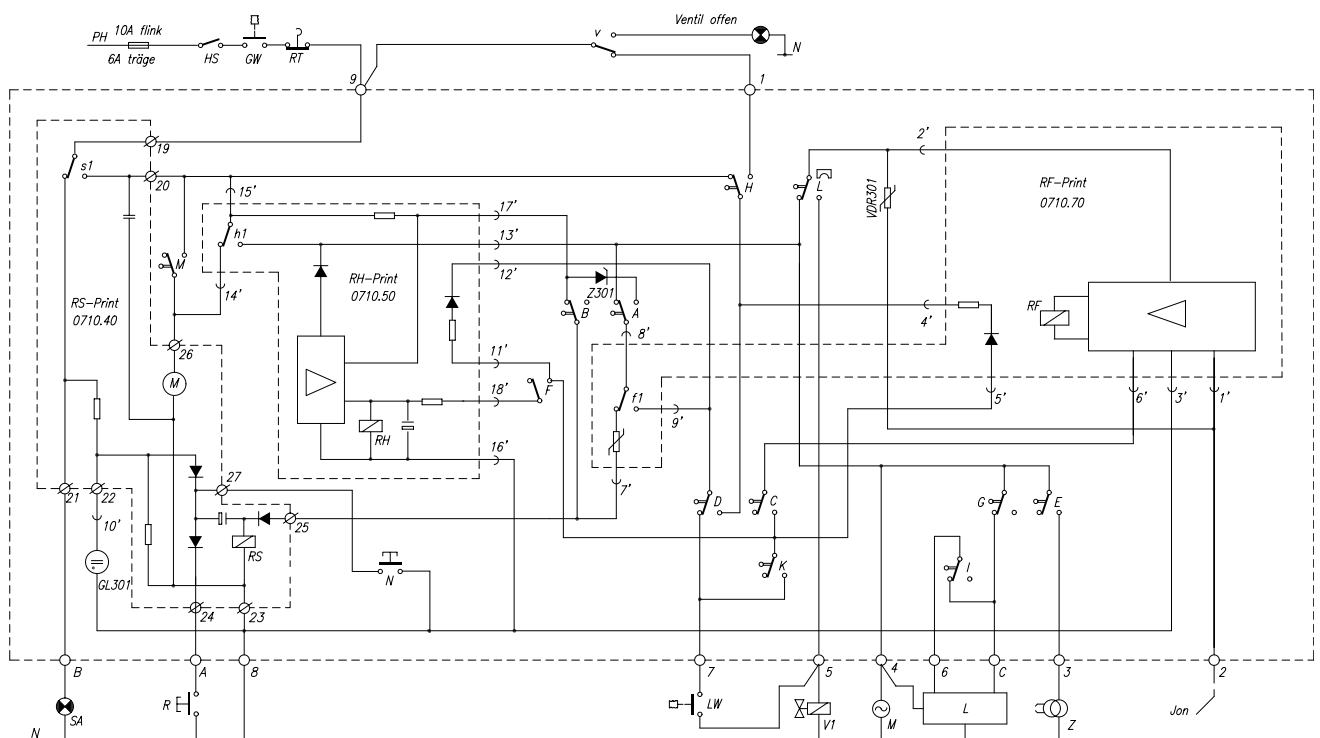 PH
10A flink
6A träge
HS
GW
RT
9
v
Ventil offen
N
1
19
s1
20
15'
17'
H
L
2'
VDR301
RF-Print
0710.70
h1
13'
12'
M
14'
RS-Print
0710.40
RH-Print
0710.50
Z301
B
A
8'
4'
RF
26
M
11'
18'
F
f1
9'
5'
6'
3'
1'
RH
16'
21
22
27
7'
10'
25
D
C
G
E
RS
GL301
N
K
I
24
23
B
A
8
7
5
4
6
C
3
2
SA
R
LW
V1
M
L
Z
Jon
N